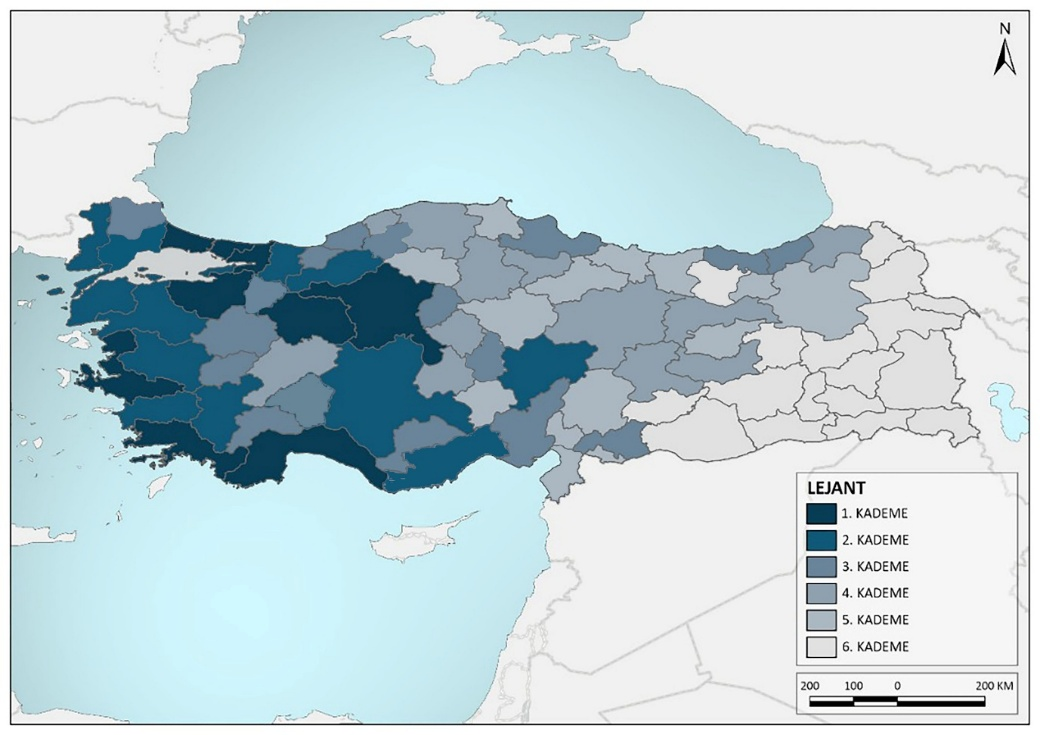 N
LEJANT
1. KADEME
2. KADEME
3. KADEME
4. KADEME
5. KADEME
6. KADEME
200 100 0 200 KM